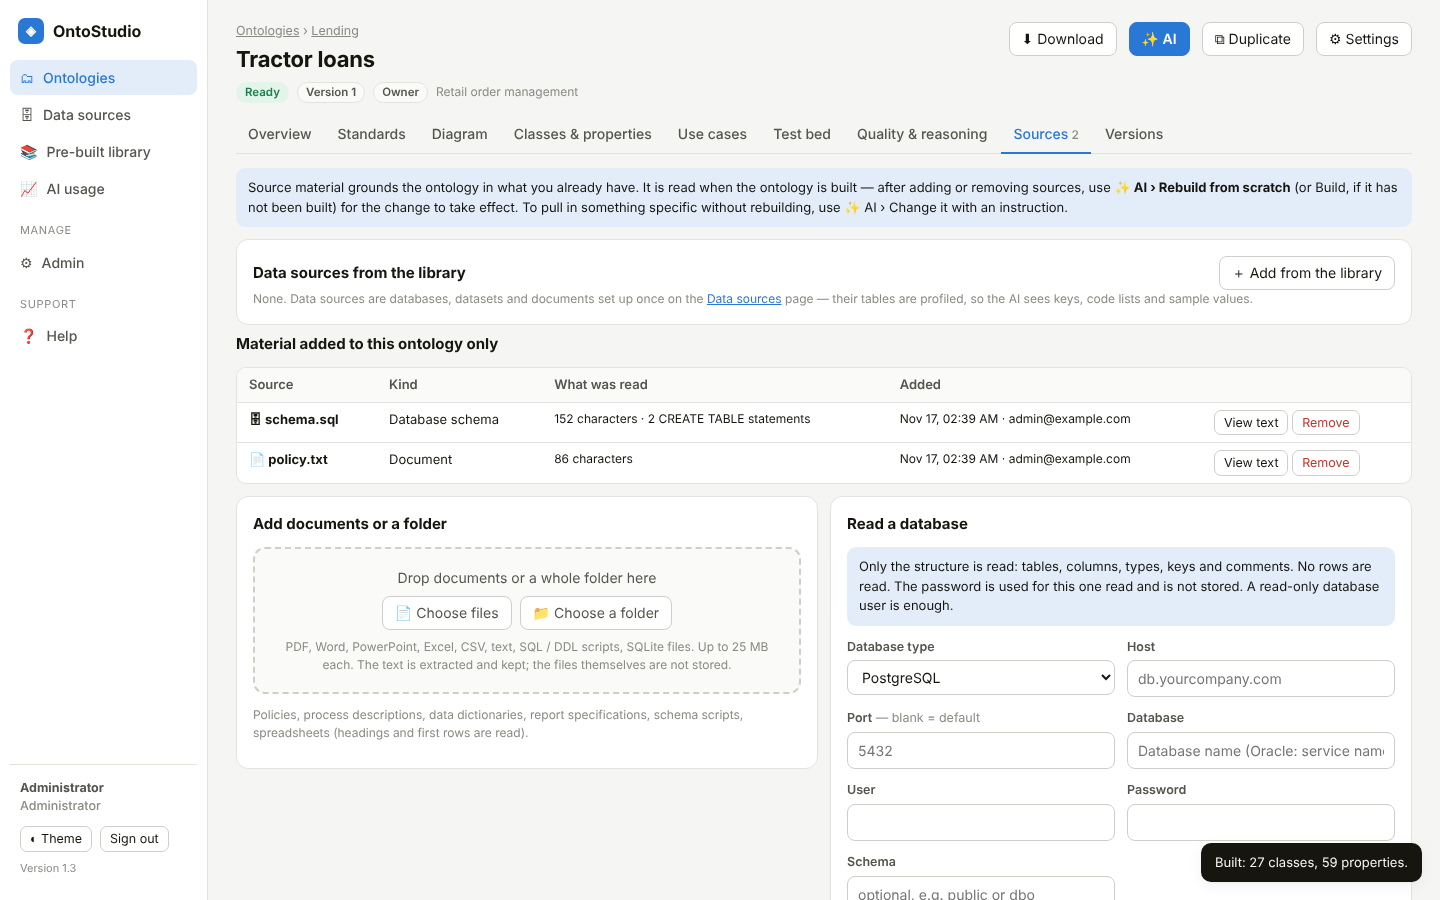 OntoStudio
Ontologies
Data sources
Pre-built library
AI usage
MANAGE
Admin
SUPPORT
Help
Administrator
Administrator
Theme
Sign out
Version 1.3
Ontologies › Lending
Tractor loans
Ready
Version 1
Owner
Retail order management
⬇ Download
✨ AI
⧉ Duplicate
⚙ Settings
Overview
Standards
Diagram
Classes & properties
Use cases
Test bed
Quality & reasoning
Sources 2
Versions
Source material grounds the ontology in what you already have. It is read when the ontology is built — after adding or removing sources, use ✨ AI › Rebuild from scratch (or Build, if it has
not been built) for the change to take effect. To pull in something specific without rebuilding, use ✨ AI › Change it with an instruction.
Data sources from the library
+ Add from the library
None. Data sources are databases, datasets and documents set up once on the Data sources page — their tables are profiled, so the AI sees keys, code lists and sample values.
Material added to this ontology only
Source Kind What was read Added
schema.sql Database schema 152 characters · 2 CREATE TABLE statements Nov 17, 02:39 AM · admin@example.com View text Remove
policy.txt Document 86 characters Nov 17, 02:39 AM · admin@example.com View text Remove
Add documents or a folder
Drop documents or a whole folder here
Choose files
Choose a folder
PDF, Word, PowerPoint, Excel, CSV, text, SQL / DDL scripts, SQLite files. Up to 25 MB
each. The text is extracted and kept; the files themselves are not stored.
Policies, process descriptions, data dictionaries, report specifications, schema scripts,
spreadsheets (headings and first rows are read).
Read a database
Only the structure is read: tables, columns, types, keys and comments. No rows are
read. The password is used for this one read and is not stored. A read-only database
user is enough.
Database type
PostgreSQL
Host
db.yourcompany.com
Port — blank = default
5432
Database
Database name (Oracle: service name
User
Password
Schema
optional, e.g. public or dbo
Built: 27 classes, 59 properties.